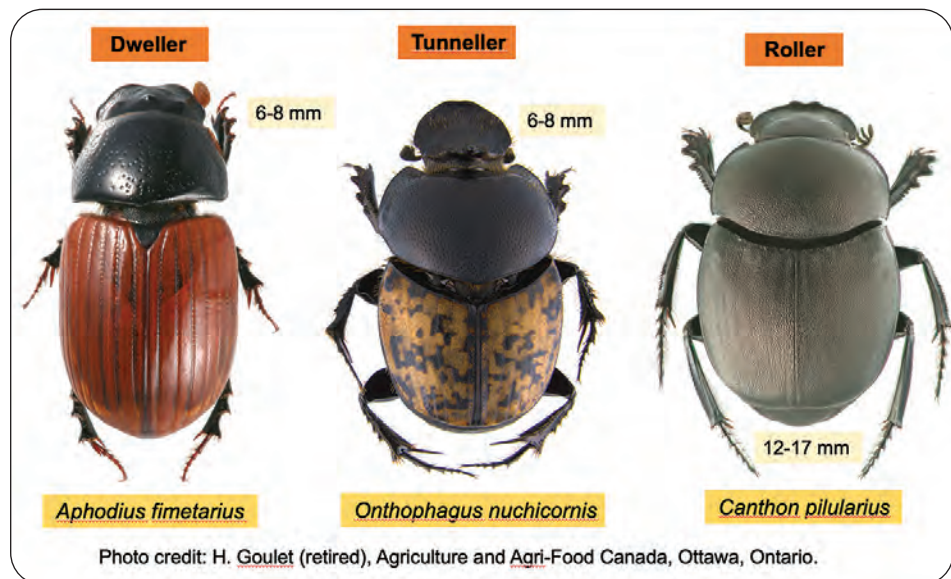 Dweller
Tunneller
Roller
6-8 mm
6-8 mm
12-17 mm
Aphodius fimetarius
Onthophagus nuchicornis
Canthon pilularius
Photo credit: H. Goulet (retired), Agriculture and Agri-Food Canada, Ottawa, Ontario.